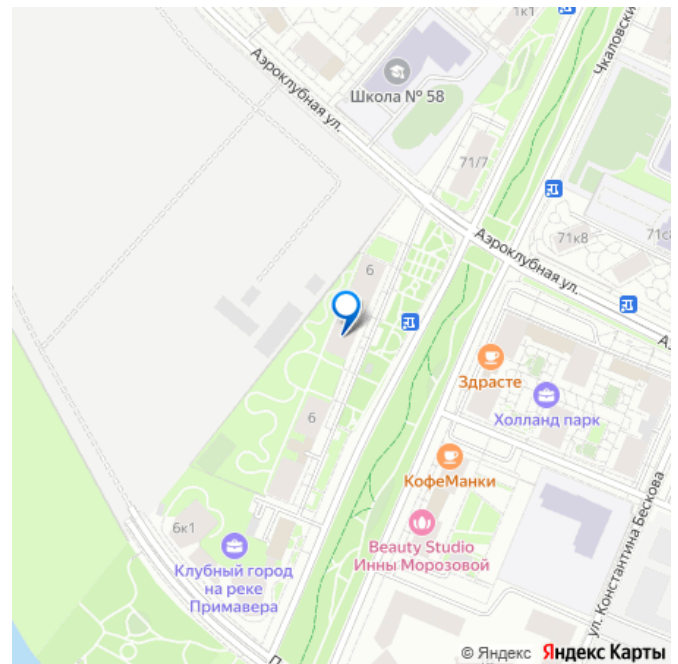 1к1
Чкаловски
Аэроклубная ул.
Школа № 58
71/7
71к8
71с
Аэроклубная ул.
6
Здрасте
Холланд парк
6
КофеМанки
6к1
Beauty Studio
Инны Морозовой
Клубный город
на реке
Примавера
ул. Константина Бескова
© Яндекс Яндекс Карты